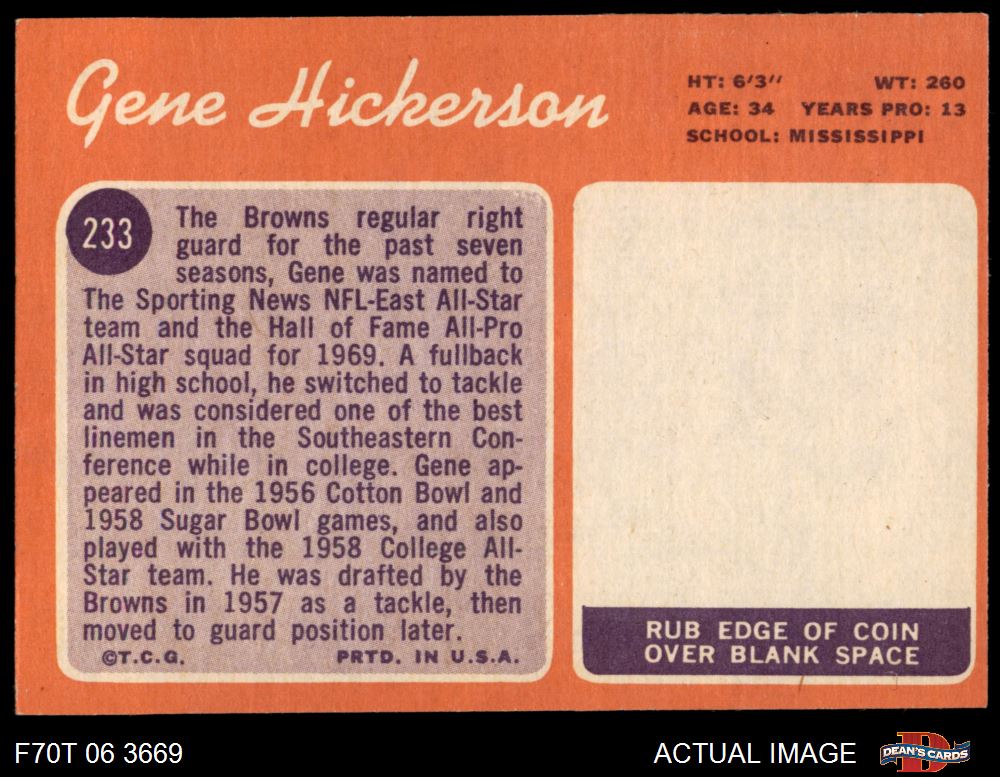 Gene Hickerson
HT: 6'3" WT: 260
AGE: 34 YEARS PRO: 13
SCHOOL: MISSISSIPPI
233
The Browns regular right
guard for the past seven
seasons, Gene was named to
The Sporting News NFL-East All-Star
team and the Hall of Fame All-Pro
All-Star squad for 1969. A fullback
in high school, he switched to tackle
and was considered one of the best
linemen in the Southeastern Con-
ference while in college. Gene ap-
peared in the 1956 Cotton Bowl and
1958 Sugar Bowl games, and also
played with the 1958 College All-
Star team. He was drafted by the
Browns in 1957 as a tackle, then
moved to guard position later.
©T.C.G. PRTD. IN U.S.A.
RUB EDGE OF COIN
OVER BLANK SPACE
F70T 06 3669
ACTUAL IMAGE
D
DEAN'S CARDS